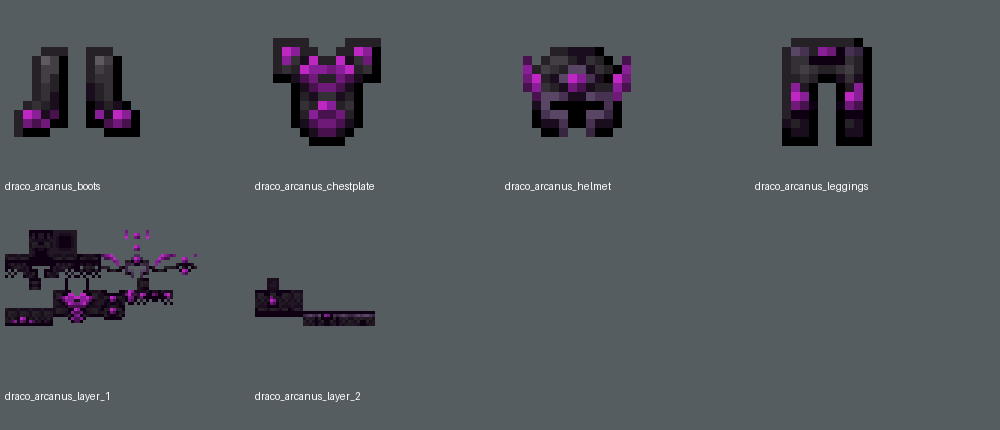 draco_arcanus_boots
draco_arcanus_chestplate
draco_arcanus_helmet
draco_arcanus_leggings
draco_arcanus_layer_1
draco_arcanus_layer_2